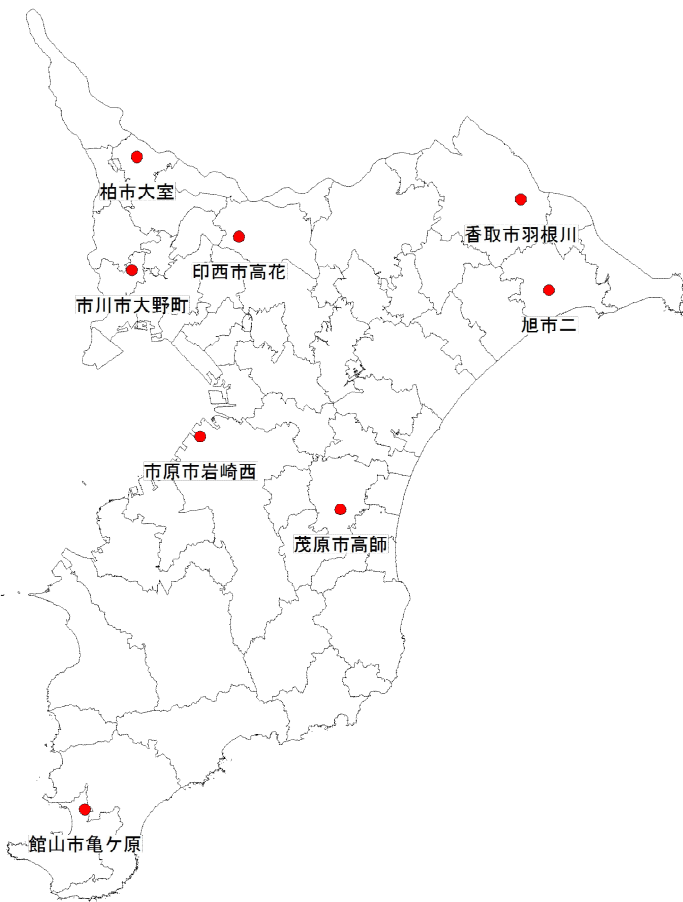 柏市大室
香取市羽根川
印西市高花
市川市大野町
旭市二
市原市岩崎西
茂原市高師
館山市亀ケ原